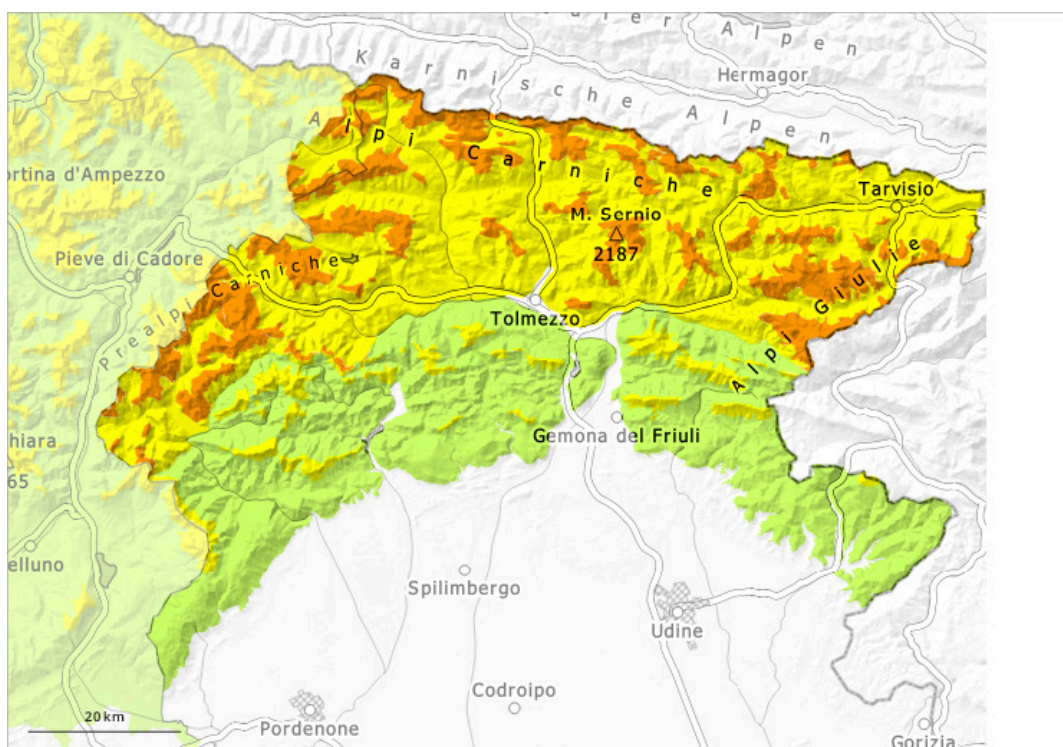 Alpen
Karnische Alpen
Hermagor
Alpi Carniche
ortina d'Ampezzo
Tarvisio
M. Sernio
2187
Pieve di Cadore
Prealpi Carniche
Alpi Giulie
Tolmezzo
Gemona del Friuli
hiara
65
elluno
Spilimbergo
Udine
Codroipo
20 km
Pordenone
Gorizia